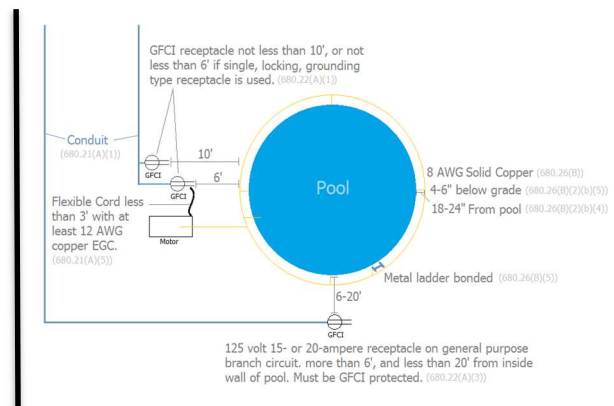 GFCI receptacle not less than 10', or not
less than 6' if single, locking, grounding
type receptacle is used. (680.22(A)(1))
Conduit
(680.21(A)(1))
GFCI
10'
GFCI
6'
Flexible Cord less
than 3' with at
least 12 AWG
copper EGC.
(680.21(A)(5)
Motor
Pool
8 AWG Solid Copper (680.26(B))
4-6" below grade (680.26(B)(2)(b)(5))
18-24" From pool (680.26(B)(2)(b)(4))
Metal ladder bonded (680.26(B)(5))
6-20'
GFCI
125 volt 15- or 20-ampere receptacle on general purpose
branch circuit. more than 6', and less than 20' from inside
wall of pool. Must be GFCI protected. (680.22(A)(3))